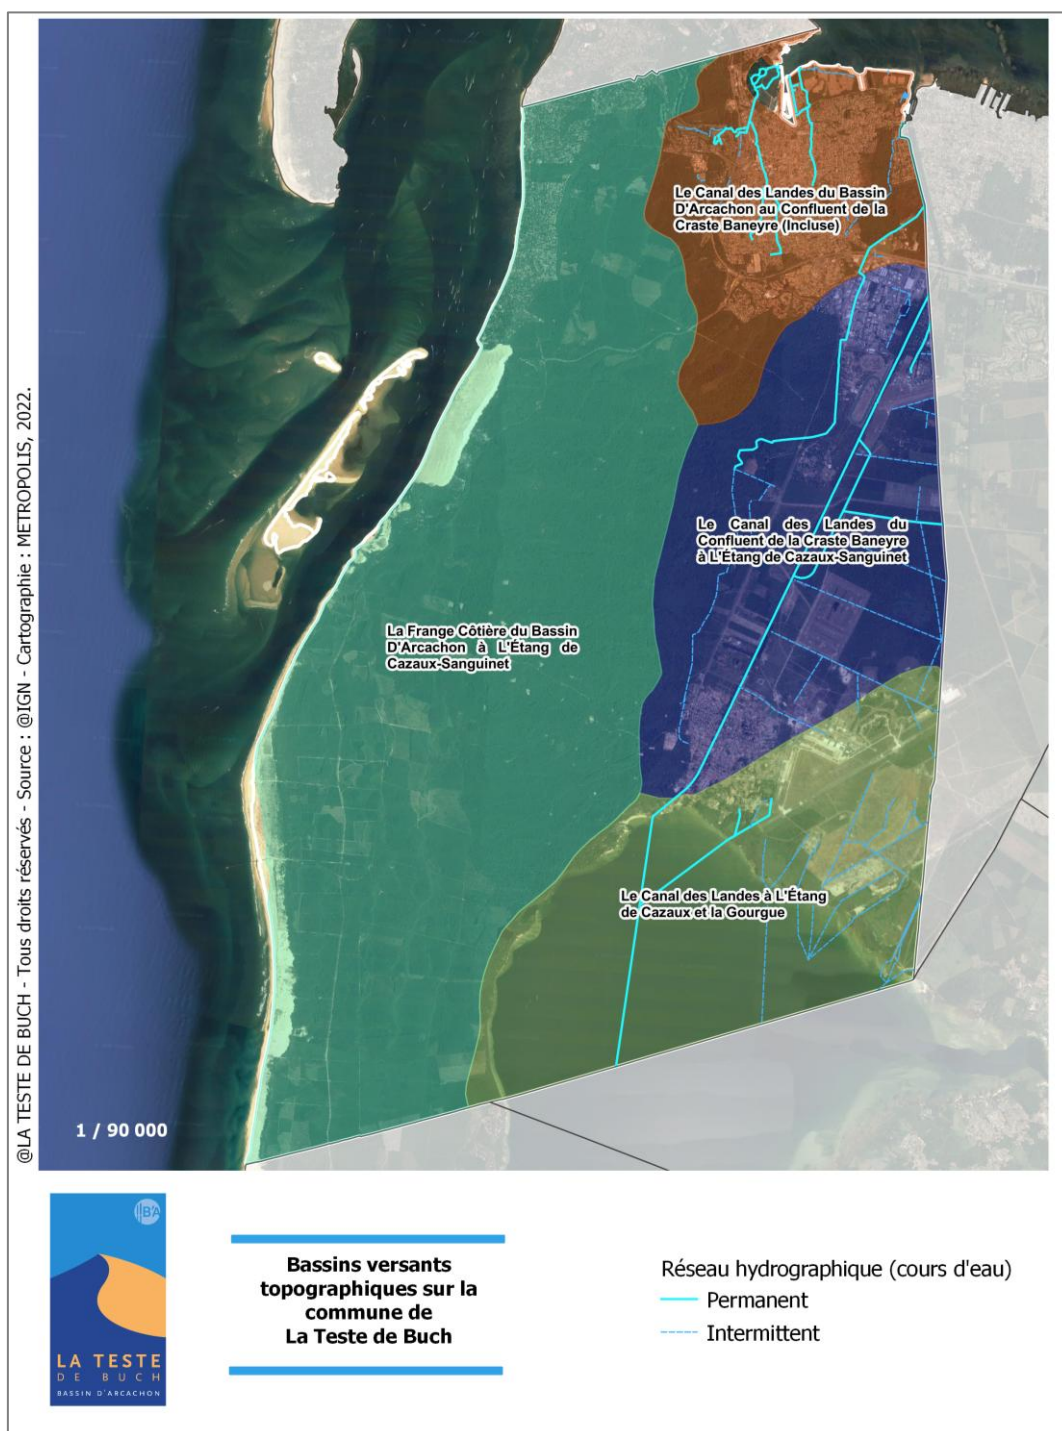 Le Canal des Landes du Bassin
D'Arcachon au Confluent de la
Craste Baneyre (Incluse)
Le Canal des Landes du
Confluent de la Craste Baneyre
à L'Étang de Cazaux-Sanguinet
La Frange Côtière du Bassin
D'Arcachon à L'Étang de
Cazaux-Sanguinet
Le Canal des Landes à L'Étang
de Cazaux et la Gourgue
@LA TESTE DE BUCH - Tous droits réservés - Source : @IGN - Cartographie : METROPOLIS, 2022.
1 / 90 000
B'A
LA TESTE
DE BUCH
BASSIN D'ARCACHON
Bassins versants
topographiques sur la
commune de
La Teste de Buch
Réseau hydrographique (cours d'eau)
Permanent
Intermittent